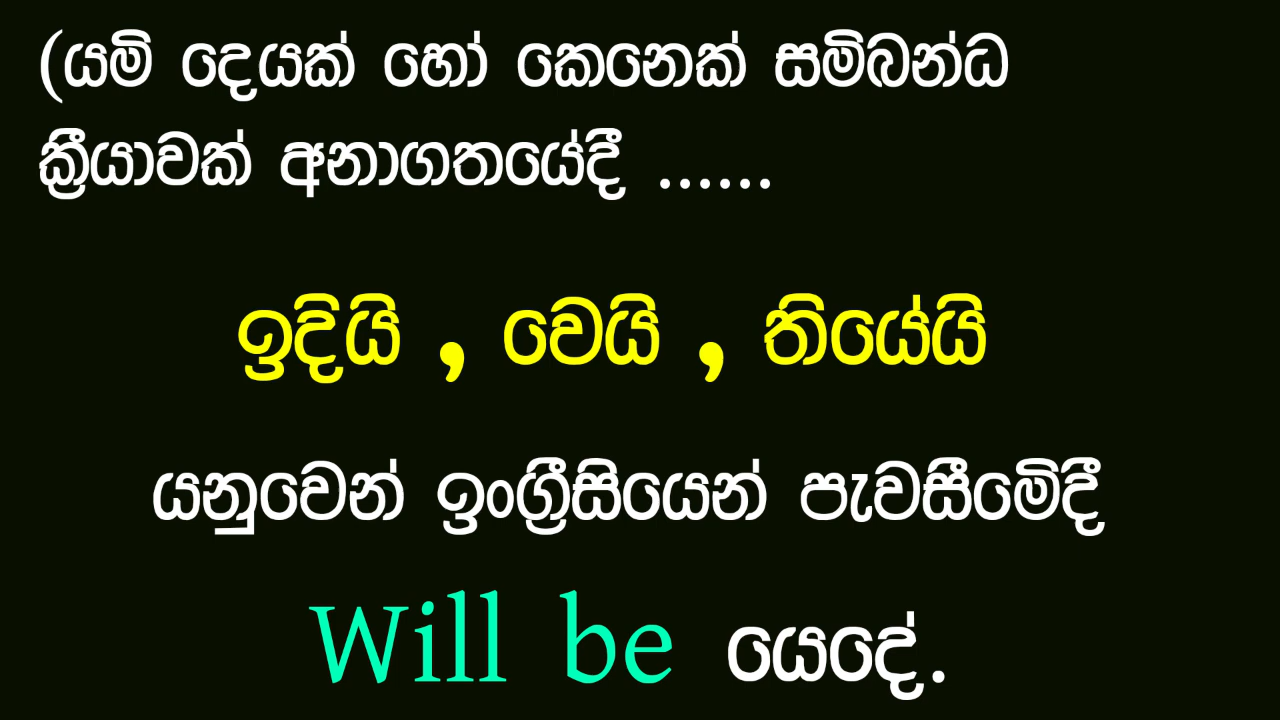 (යම් දෙයක් හෝ කෙනෙක් සම්බන්ධ
ක්‍රියාවක් අනාගතයේදී ......
ඉදියි , වෙයි , තියේයි
යනුවෙන් ඉංග්‍රීසියෙන් පැවසීමේදී
Will be යෙදේ.